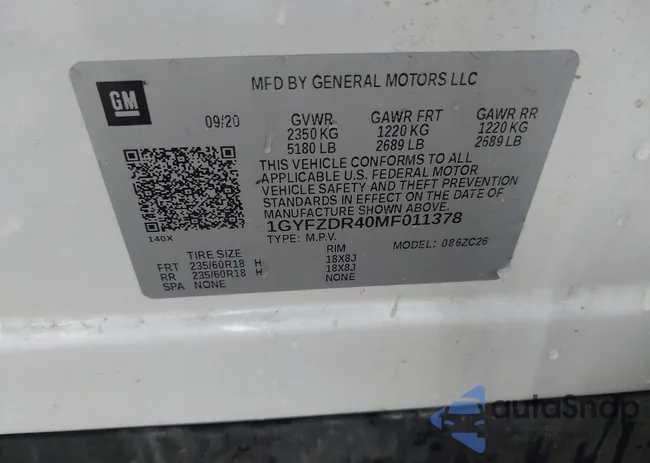 GM
MFD BY GENERAL MOTORS LLC
09/20 GVWR GAWR FRT GAWR RR
2350 KG 1220 KG 1220 KG
5180 LB 2689 LB 2689 LB
THIS VEHICLE CONFORMS TO ALL
APPLICABLE U.S. FEDERAL MOTOR
VEHICLE SAFETY AND THEFT PREVENTION
STANDARDS IN EFFECT ON THE DATE OF
MANUFACTURE SHOWN ABOVE.
1GYFZDR40MF011378
140X TYPE: M.P.V. MODEL: 086ZC26
TIRE SIZE RIM
FRT 235/60R18 H 18X8J
RR 235/60R18 H 18X8J
SPA NONE NONE
autoSnap
Powered by